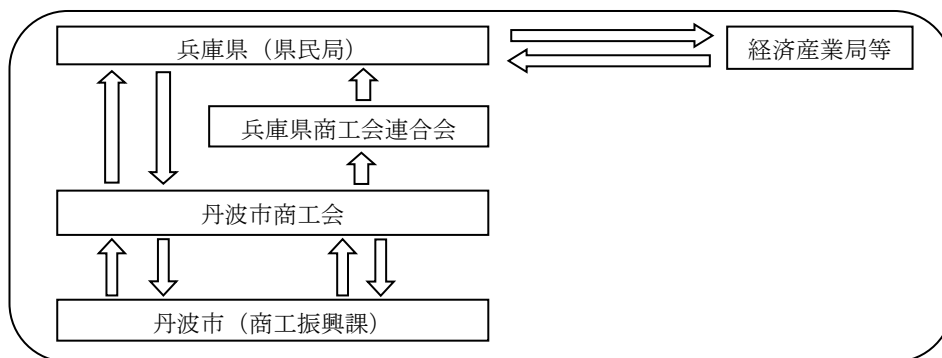 兵庫県（県民局）
経済産業局等
兵庫県商工会連合会
丹波市商工会
丹波市（商工振興課）